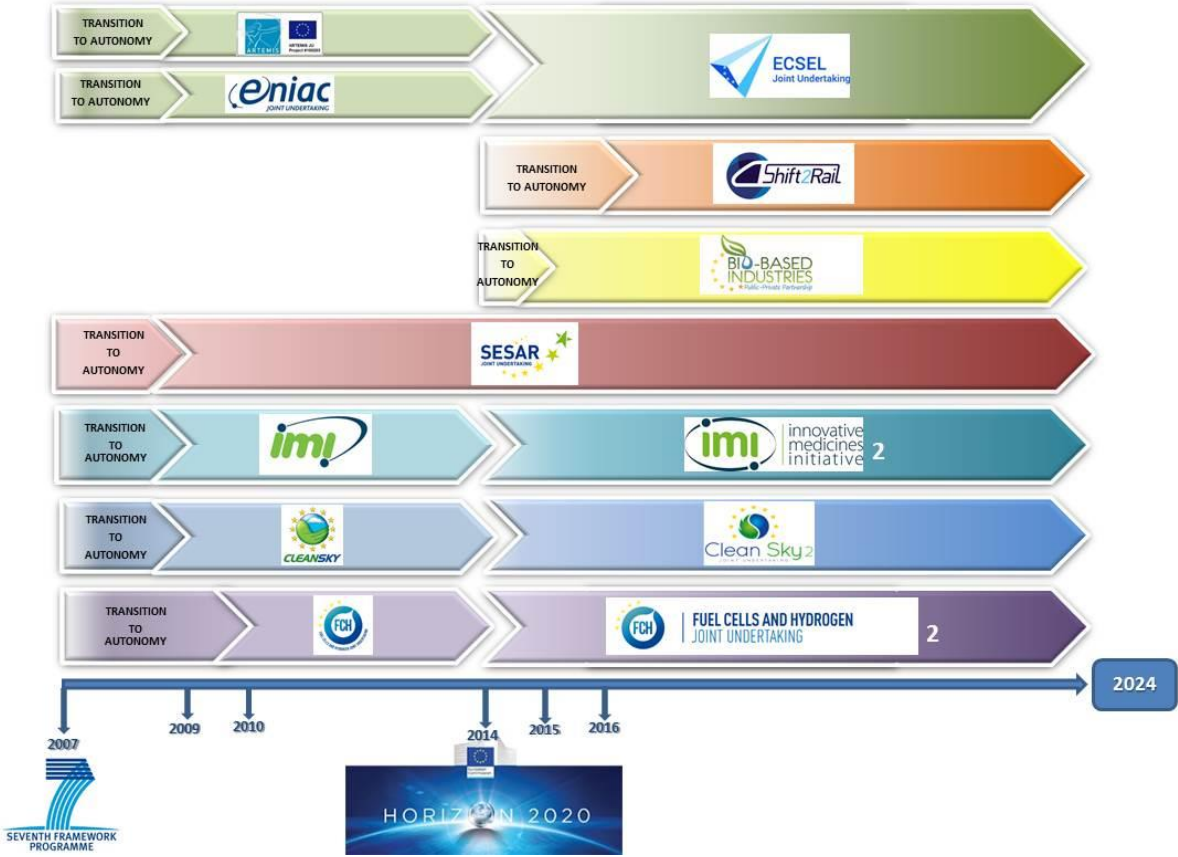 TRANSITION
TO AUTONOMY
ARTEMIS
ARTEMIS JU
ECSEL
Joint Undertaking
TRANSITION
TO AUTONOMY
eniac
JOINT UNDERTAKING
TRANSITION
TO AUTONOMY
Shift2Rail
TRANSITION
TO
AUTONOMY
BIO-BASED
INDUSTRIES
Public-Private Partnership
TRANSITION
TO
AUTONOMY
SESAR
JOINT UNDERTAKING
TRANSITION
TO
AUTONOMY
imi
imi
innovative
medicines
initiative
2
TRANSITION
TO
AUTONOMY
CLEANSKY
Clean Sky2
JOINT UNDERTAKING
TRANSITION
TO
AUTONOMY
FCH
FCH
FUEL CELLS AND HYDROGEN
JOINT UNDERTAKING
2
2024
2007
2009
2010
2014
2015
2016
SEVENTH FRAMEWORK
PROGRAMME
HORIZON 2020